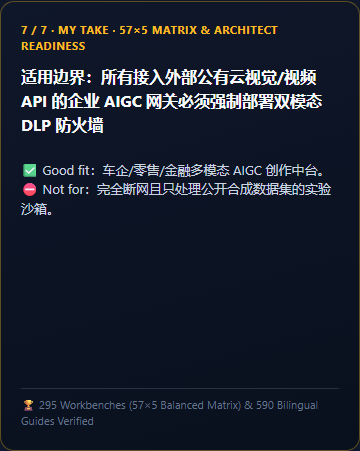 7 / 7 · MY TAKE · 57×5 MATRIX & ARCHITECT
READINESS
适用边界：所有接入外部公有云视觉/视频
API 的企业 AIGC 网关必须强制部署双模态
DLP 防火墙
✅ Good fit：车企/零售/金融多模态 AIGC 创作中台。
⛔ Not for：完全断网且只处理公开合成数据集的实验
沙箱。
🏆 295 Workbenches (57×5 Balanced Matrix) & 590 Bilingual
Guides Verified